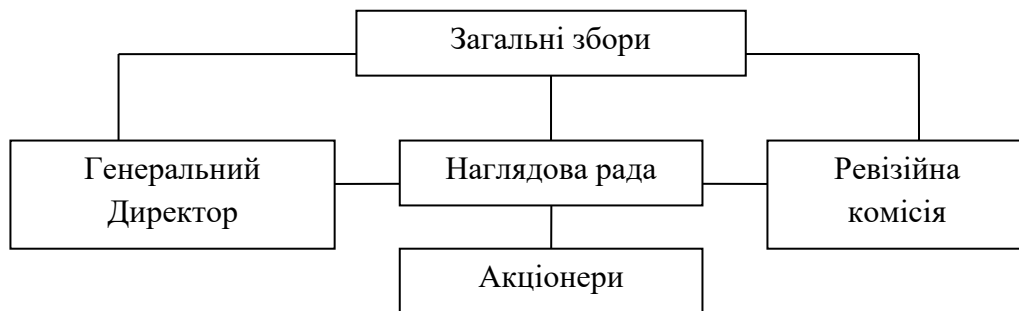 Загальні збори
Генеральний
Директор
Наглядова рада
Ревізійна
комісія
Акціонери